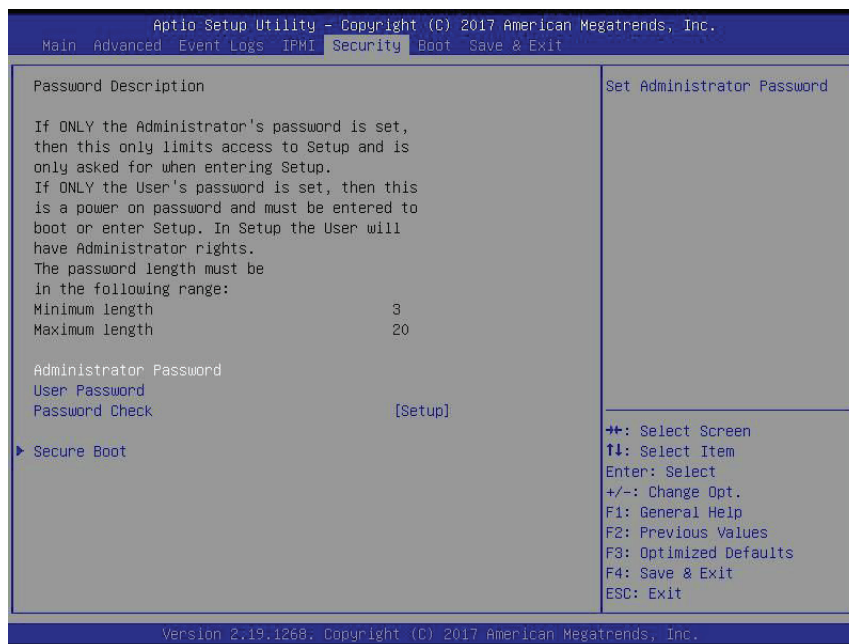 Aptio Setup Utility – Copyright (C) 2017 American Megatrends, Inc.
Main Advanced Event Logs IPMI Security Boot Save & Exit
Password Description
If ONLY the Administrator's password is set,
then this only limits access to Setup and is
only asked for when entering Setup.
If ONLY the User's password is set, then this
is a power on password and must be entered to
boot or enter Setup. In Setup the User will
have Administrator rights.
The password length must be
in the following range:
Minimum length 3
Maximum length 20
Administrator Password
User Password
Password Check [Setup]
Secure Boot
Set Administrator Password
→←: Select Screen
↑↓: Select Item
Enter: Select
+/-: Change Opt.
F1: General Help
F2: Previous Values
F3: Optimized Defaults
F4: Save & Exit
ESC: Exit
Version 2.19.1268. Copyright (C) 2017 American Megatrends, Inc.